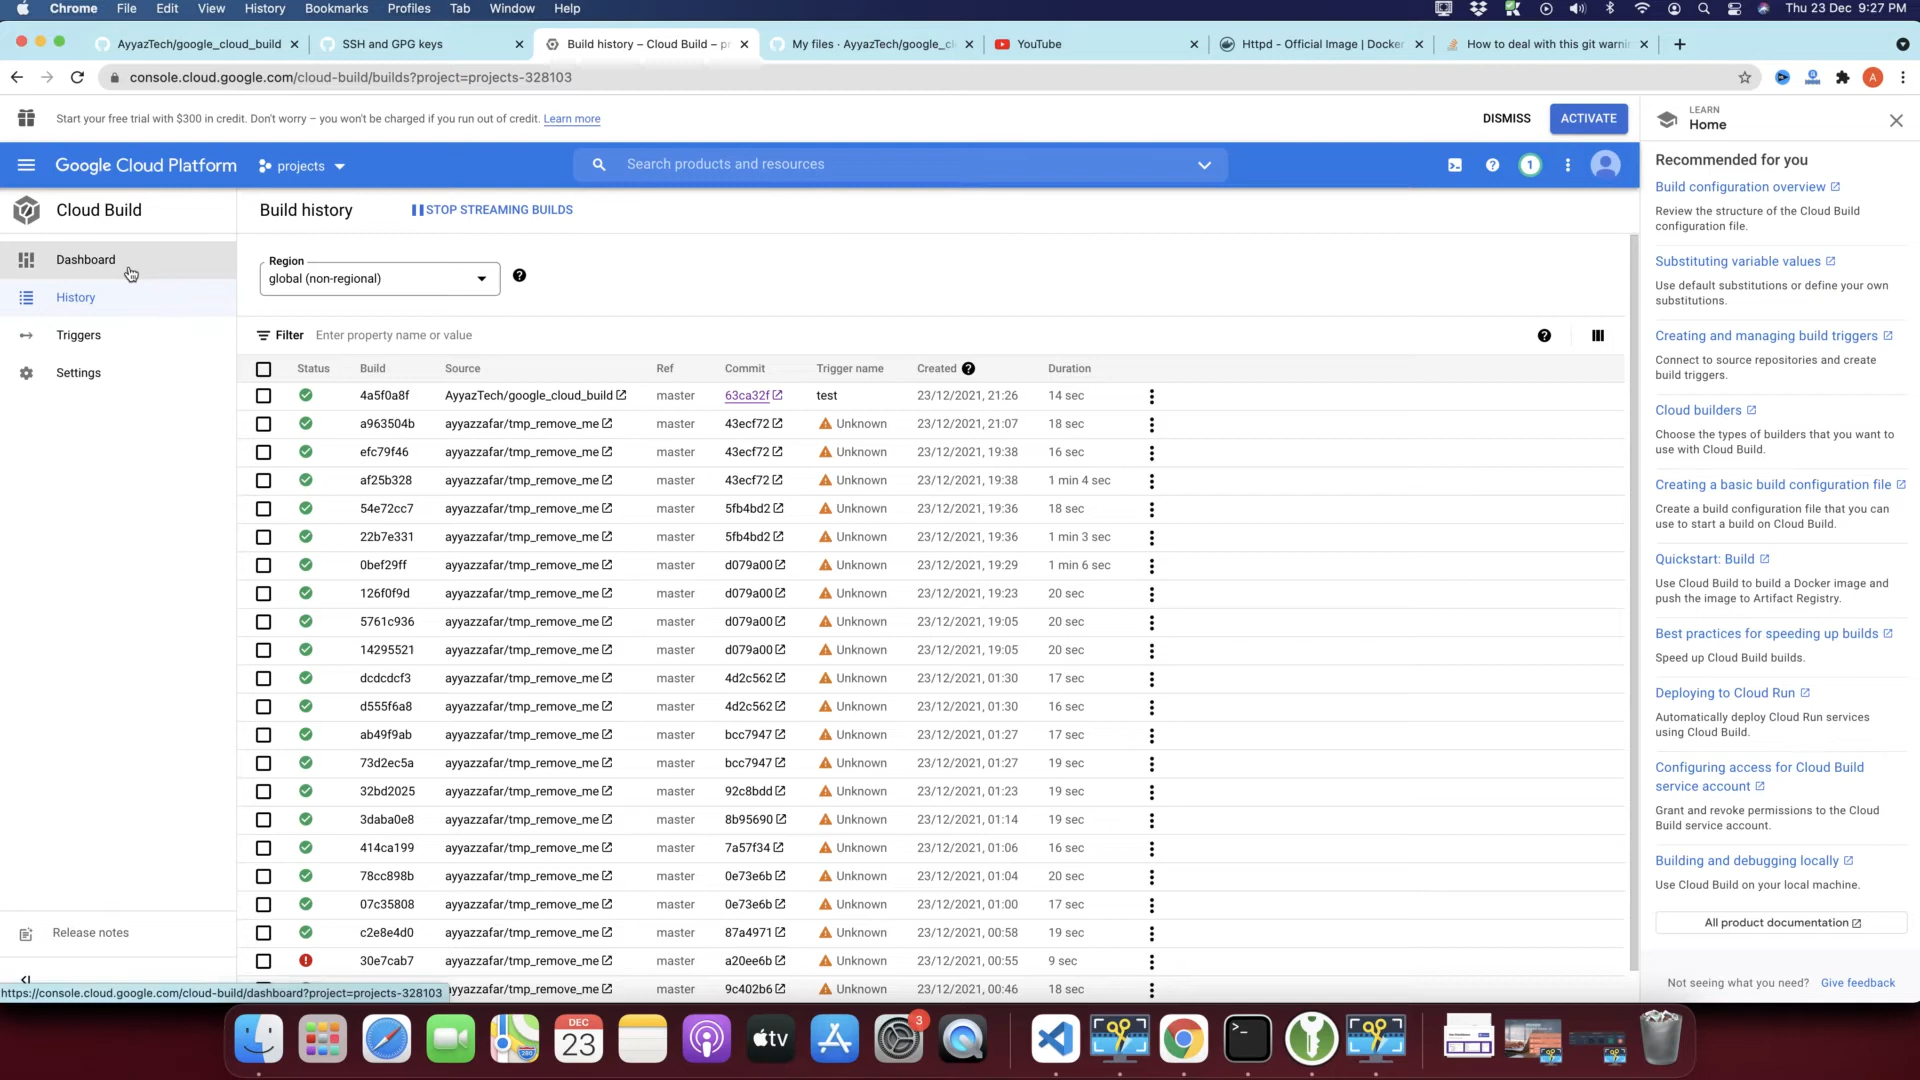 Chrome File Edit View History Bookmarks Profiles Tab Window Help Thu 23 Dec 9:27 PM
AyyazTech/google_cloud_build SSH and GPG keys Build history – Cloud Build – pr My files · AyyazTech/google_cl YouTube Httpd - Official Image | Docker How to deal with this git warnin
console.cloud.google.com/cloud-build/builds?project=projects-328103 A
Start your free trial with $300 in credit. Don't worry – you won't be charged if you run out of credit. Learn more DISMISS ACTIVATE
Google Cloud Platform projects Search products and resources 1
Cloud Build
Dashboard
History
Triggers
Settings
Release notes
https://console.cloud.google.com/cloud-build/dashboard?project=projects-328103
Build history STOP STREAMING BUILDS
Region
global (non-regional)
Filter Enter property name or value
Status Build Source Ref Commit Trigger name Created Duration
4a5f0a8f AyyazTech/google_cloud_build master 63ca32f test 23/12/2021, 21:26 14 sec
a963504b ayyazzafar/tmp_remove_me master 43ecf72 Unknown 23/12/2021, 21:07 18 sec
efc79f46 ayyazzafar/tmp_remove_me master 43ecf72 Unknown 23/12/2021, 19:38 16 sec
af25b328 ayyazzafar/tmp_remove_me master 43ecf72 Unknown 23/12/2021, 19:38 1 min 4 sec
54e72cc7 ayyazzafar/tmp_remove_me master 5fb4bd2 Unknown 23/12/2021, 19:36 18 sec
22b7e331 ayyazzafar/tmp_remove_me master 5fb4bd2 Unknown 23/12/2021, 19:36 1 min 3 sec
0bef29ff ayyazzafar/tmp_remove_me master d079a00 Unknown 23/12/2021, 19:29 1 min 6 sec
126f0f9d ayyazzafar/tmp_remove_me master d079a00 Unknown 23/12/2021, 19:23 20 sec
5761c936 ayyazzafar/tmp_remove_me master d079a00 Unknown 23/12/2021, 19:05 20 sec
14295521 ayyazzafar/tmp_remove_me master d079a00 Unknown 23/12/2021, 19:05 20 sec
dcdcdcf3 ayyazzafar/tmp_remove_me master 4d2c562 Unknown 23/12/2021, 01:30 17 sec
d555f6a8 ayyazzafar/tmp_remove_me master 4d2c562 Unknown 23/12/2021, 01:30 16 sec
ab49f9ab ayyazzafar/tmp_remove_me master bcc7947 Unknown 23/12/2021, 01:27 17 sec
73d2ec5a ayyazzafar/tmp_remove_me master bcc7947 Unknown 23/12/2021, 01:27 19 sec
32bd2025 ayyazzafar/tmp_remove_me master 92c8bdd Unknown 23/12/2021, 01:23 19 sec
3daba0e8 ayyazzafar/tmp_remove_me master 8b95690 Unknown 23/12/2021, 01:14 19 sec
414ca199 ayyazzafar/tmp_remove_me master 7a57f34 Unknown 23/12/2021, 01:06 16 sec
78cc898b ayyazzafar/tmp_remove_me master 0e73e6b Unknown 23/12/2021, 01:04 20 sec
07c35808 ayyazzafar/tmp_remove_me master 0e73e6b Unknown 23/12/2021, 01:00 17 sec
c2e8e4d0 ayyazzafar/tmp_remove_me master 87a4971 Unknown 23/12/2021, 00:58 19 sec
30e7cab7 ayyazzafar/tmp_remove_me master a20ee6b Unknown 23/12/2021, 00:55 9 sec
yyazzafar/tmp_remove_me master 9c402b6 Unknown 23/12/2021, 00:46 18 sec
LEARN
Home
Recommended for you
Build configuration overview
Review the structure of the Cloud Build
configuration file.
Substituting variable values
Use default substitutions or define your own
substitutions.
Creating and managing build triggers
Connect to source repositories and create
build triggers.
Cloud builders
Choose the types of builders that you want to
use with Cloud Build.
Creating a basic build configuration file
Create a build configuration file that you can
use to start a build on Cloud Build.
Quickstart: Build
Use Cloud Build to build a Docker image and
push the image to Artifact Registry.
Best practices for speeding up builds
Speed up Cloud Build builds.
Deploying to Cloud Run
Automatically deploy Cloud Run services
using Cloud Build.
Configuring access for Cloud Build
service account
Grant and revoke permissions to the Cloud
Build service account.
Building and debugging locally
Use Cloud Build on your local machine.
All product documentation
Not seeing what you need? Give feedback
DEC
23
tv
3